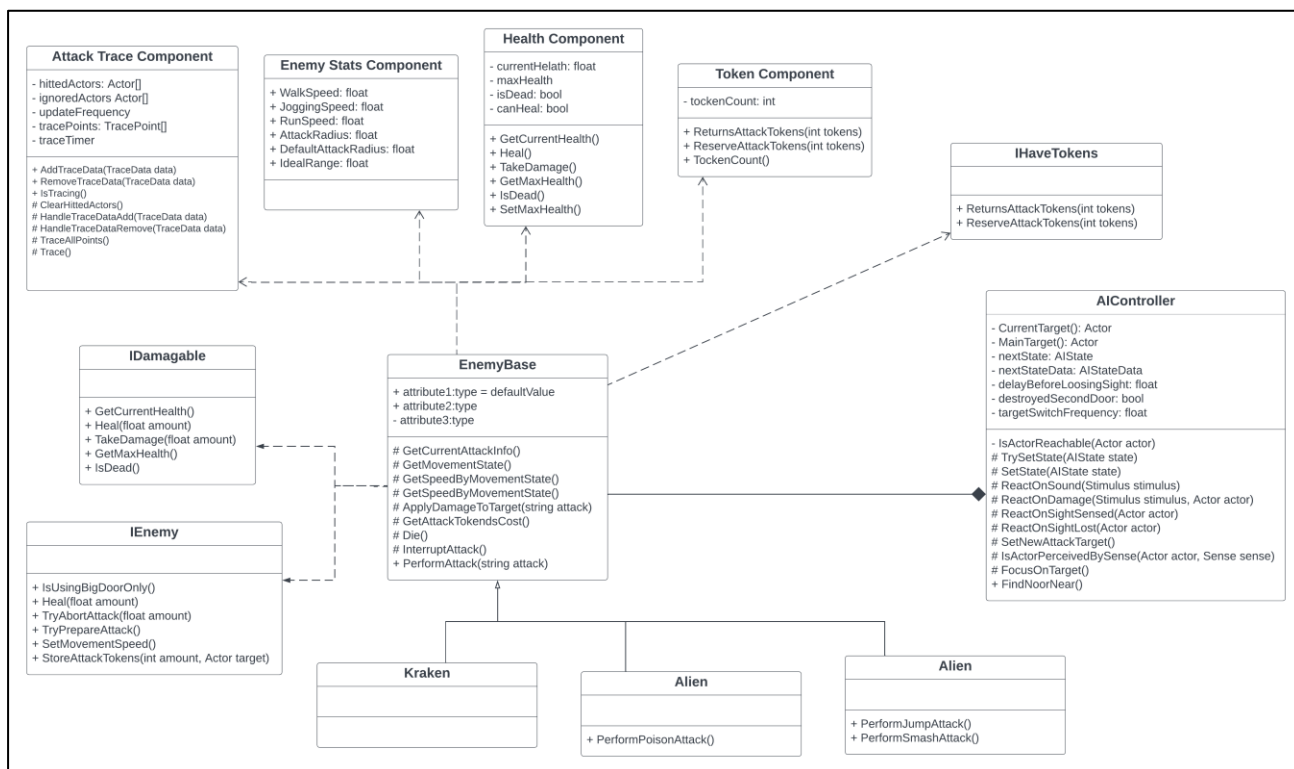 Attack Trace Component
- hittedActors: Actor[]
- ignoredActors Actor[]
- updateFrequency
- tracePoints: TracePoint[]
- traceTimer
+ AddTraceData(TraceData data)
+ RemoveTraceData(TraceData data)
+ IsTracing()
# ClearHittedActors()
# HandleTraceDataAdd(TraceData data)
# HandleTraceDataRemove(TraceData data)
# TraceAllPoints()
# Trace()
Enemy Stats Component
+ WalkSpeed: float
+ JoggingSpeed: float
+ RunSpeed: float
+ AttackRadius: float
+ DefaultAttackRadius: float
+ IdealRange: float
Health Component
- currentHelath: float
- maxHealth
- isDead: bool
- canHeal: bool
+ GetCurrentHealth()
+ Heal()
+ TakeDamage()
+ GetMaxHealth()
+ IsDead()
+ SetMaxHealth()
Token Component
- tockenCount: int
+ ReturnsAttackTokens(int tokens)
+ ReserveAttackTokens(int tokens)
+ TockenCount()
IHaveTokens
+ ReturnsAttackTokens(int tokens)
+ ReserveAttackTokens(int tokens)
IDamagable
+ GetCurrentHealth()
+ Heal(float amount)
+ TakeDamage(float amount)
+ GetMaxHealth()
+ IsDead()
EnemyBase
+ attribute1:type = defaultValue
+ attribute2:type
- attribute3:type
# GetCurrentAttackInfo()
# GetMovementState()
# GetSpeedByMovementState()
# GetSpeedByMovementState()
# ApplyDamageToTarget(string attack)
# GetAttackTokendsCost()
# Die()
# InterruptAttack()
+ PerformAttack(string attack)
AIController
- CurrentTarget(): Actor
- MainTarget(): Actor
- nextState: AIState
- nextStateData: AIStateData
- delayBeforeLoosingSight: float
- destroyedSecondDoor: bool
- targetSwitchFrequency: float
- IsActorReachable(Actor actor)
# TrySetState(AIState state)
# SetState(AIState state)
# ReactOnSound(Stimulus stimulus)
# ReactOnDamage(Stimulus stimulus, Actor actor)
# ReactOnSightSensed(Actor actor)
# ReactOnSightLost(Actor actor)
# SetNewAttackTarget()
# IsActorPerceivedBySense(Actor actor, Sense sense)
# FocusOnTarget()
+ FindNoorNear()
IEnemy
+ IsUsingBigDoorOnly()
+ Heal(float amount)
+ TryAbortAttack(float amount)
+ TryPrepareAttack()
+ SetMovementSpeed()
+ StoreAttackTokens(int amount, Actor target)
Kraken
Alien
+ PerformPoisonAttack()
Alien
+ PerformJumpAttack()
+ PerformSmashAttack()